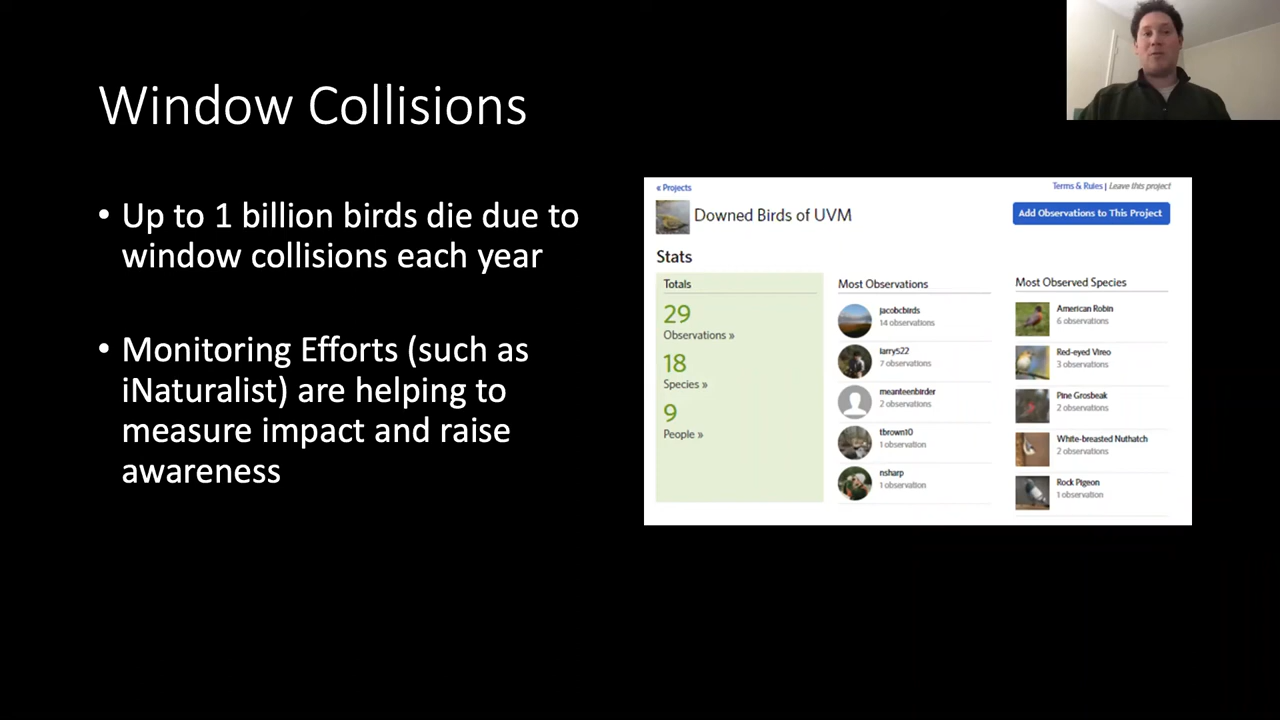 Window Collisions
• Up to 1 billion birds die due to
window collisions each year
• Monitoring Efforts (such as
iNaturalist) are helping to
measure impact and raise
awareness
« Projects
Terms & Rules | Leave this project
Downed Birds of UVM
Add Observations to This Project
Stats
Totals
29
Observations »
18
Species »
9
People »
Most Observations
jacobcbirds
14 observations
larry522
7 observations
meanteenbirder
2 observations
tbrown10
1 observation
nsharp
1 observation
Most Observed Species
American Robin
6 observations
Red-eyed Vireo
3 observations
Pine Grosbeak
2 observations
White-breasted Nuthatch
2 observations
Rock Pigeon
1 observation